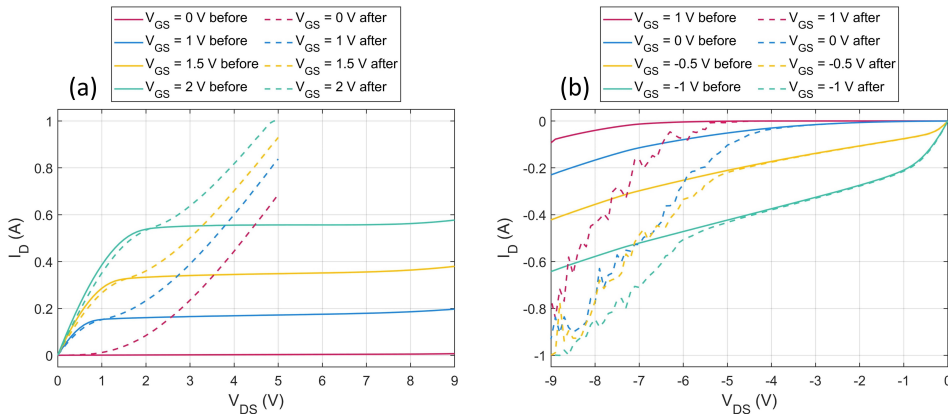 V_GS = 0 V before V_GS = 0 V after
V_GS = 1 V before V_GS = 1 V after
V_GS = 1.5 V before V_GS = 1.5 V after
V_GS = 2 V before V_GS = 2 V after
(a)
1
0.8
0.6
0.4
0.2
0
I_D (A)
0 1 2 3 4 5 6 7 8 9
V_DS (V)
V_GS = 1 V before V_GS = 1 V after
V_GS = 0 V before V_GS = 0 V after
V_GS = -0.5 V before V_GS = -0.5 V after
V_GS = -1 V before V_GS = -1 V after
(b)
0
-0.2
-0.4
-0.6
-0.8
-1
I_D (A)
-9 -8 -7 -6 -5 -4 -3 -2 -1 0
V_DS (V)